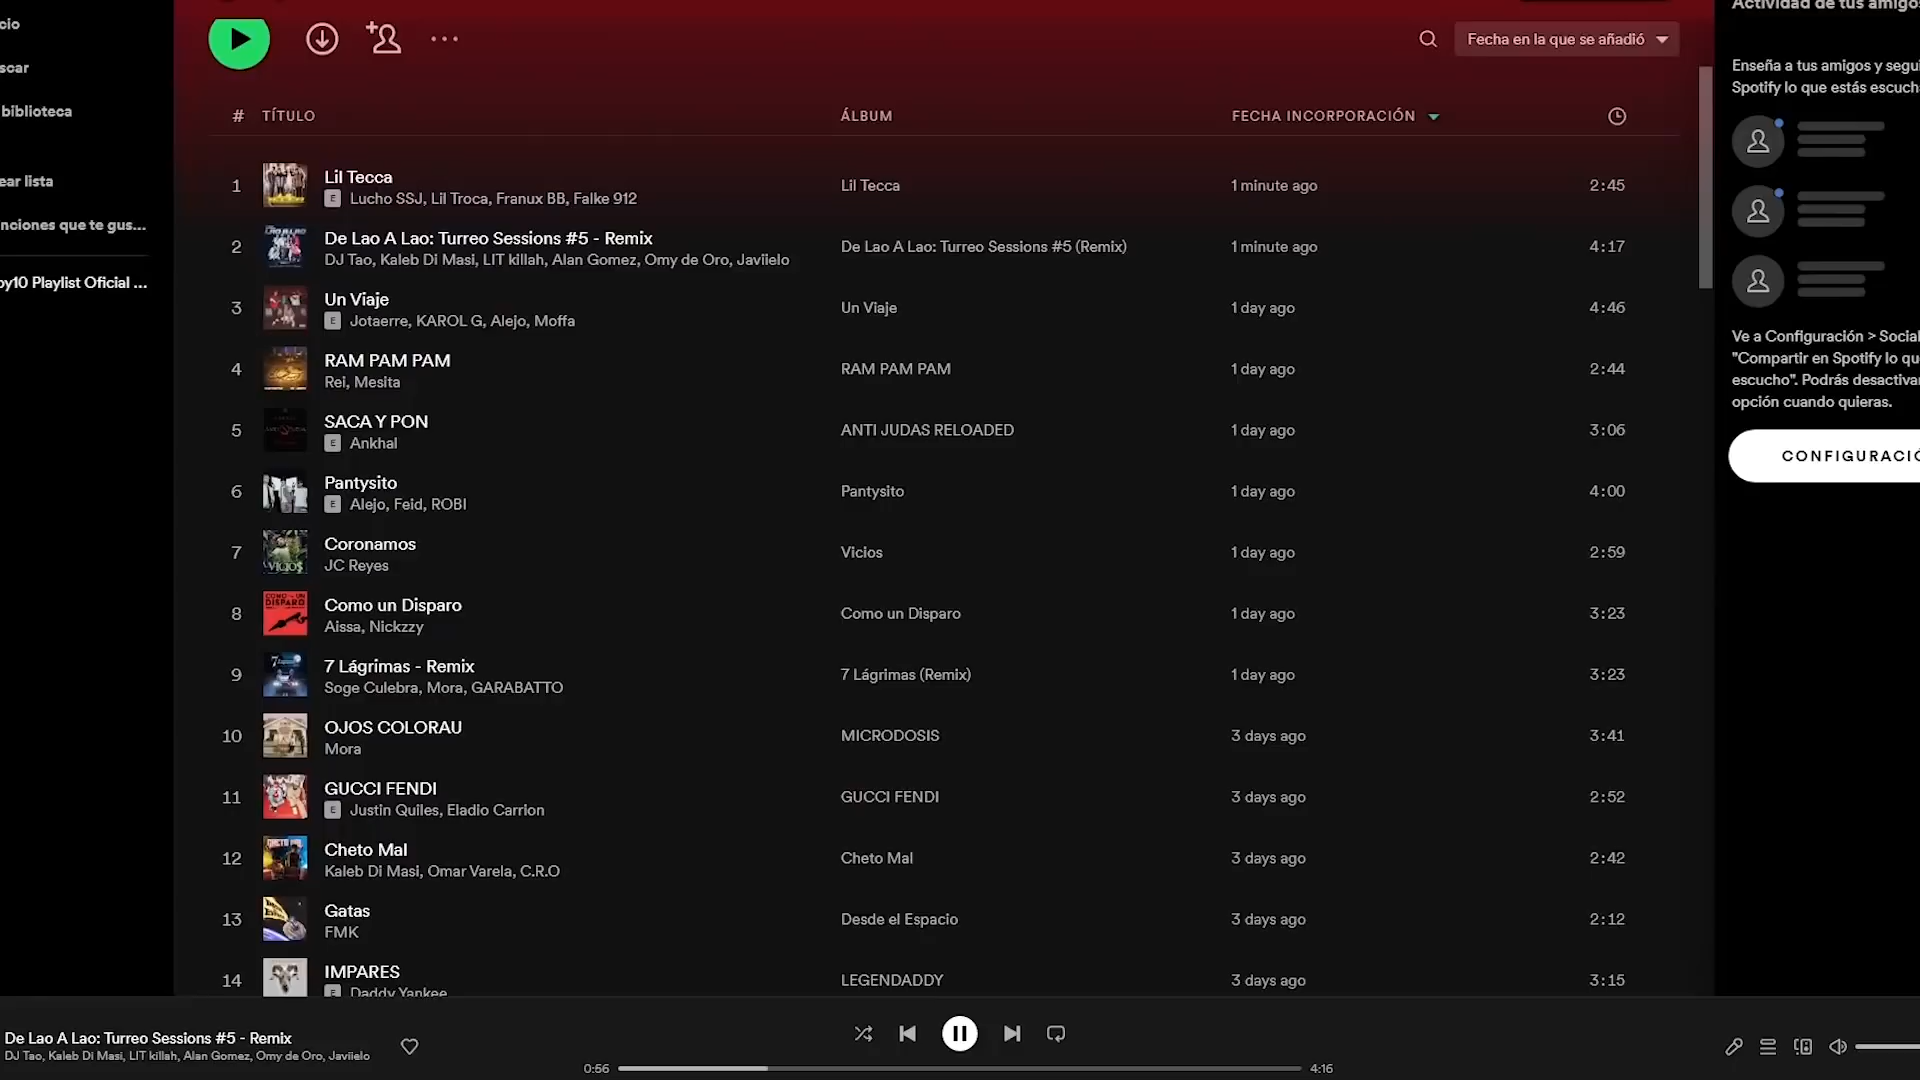 Actividad de tus amigo
cio
scar
biblioteca
ear lista
nciones que te gus...
oy10 Playlist Oficial ...
Fecha en la que se añadió
# TÍTULO ÁLBUM FECHA INCORPORACIÓN
1 Lil Tecca Lil Tecca 1 minute ago 2:45
E Lucho SSJ, Lil Troca, Franux BB, Falke 912
2 De Lao A Lao: Turreo Sessions #5 - Remix De Lao A Lao: Turreo Sessions #5 (Remix) 1 minute ago 4:17
DJ Tao, Kaleb Di Masi, LIT killah, Alan Gomez, Omy de Oro, Javiielo
3 Un Viaje Un Viaje 1 day ago 4:46
E Jotaerre, KAROL G, Alejo, Moffa
4 RAM PAM PAM RAM PAM PAM 1 day ago 2:44
Rei, Mesita
5 SACA Y PON ANTI JUDAS RELOADED 1 day ago 3:06
E Ankhal
6 Pantysito Pantysito 1 day ago 4:00
E Alejo, Feid, ROBI
7 Coronamos Vicios 1 day ago 2:59
JC Reyes
8 Como un Disparo Como un Disparo 1 day ago 3:23
Aissa, Nickzzy
9 7 Lágrimas - Remix 7 Lágrimas (Remix) 1 day ago 3:23
Soge Culebra, Mora, GARABATTO
10 OJOS COLORAU MICRODOSIS 3 days ago 3:41
Mora
11 GUCCI FENDI GUCCI FENDI 3 days ago 2:52
E Justin Quiles, Eladio Carrion
12 Cheto Mal Cheto Mal 3 days ago 2:42
Kaleb Di Masi, Omar Varela, C.R.O
13 Gatas Desde el Espacio 3 days ago 2:12
FMK
14 IMPARES LEGENDADDY 3 days ago 3:15
E Daddy Yankee
Enseña a tus amigos y segui
Spotify lo que estás escuch
Ve a Configuración > Social
"Compartir en Spotify lo qu
escucho". Podrás desactiva
opción cuando quieras.
CONFIGURACIÓ
De Lao A Lao: Turreo Sessions #5 - Remix
DJ Tao, Kaleb Di Masi, LIT killah, Alan Gomez, Omy de Oro, Javiielo
0:56 4:16